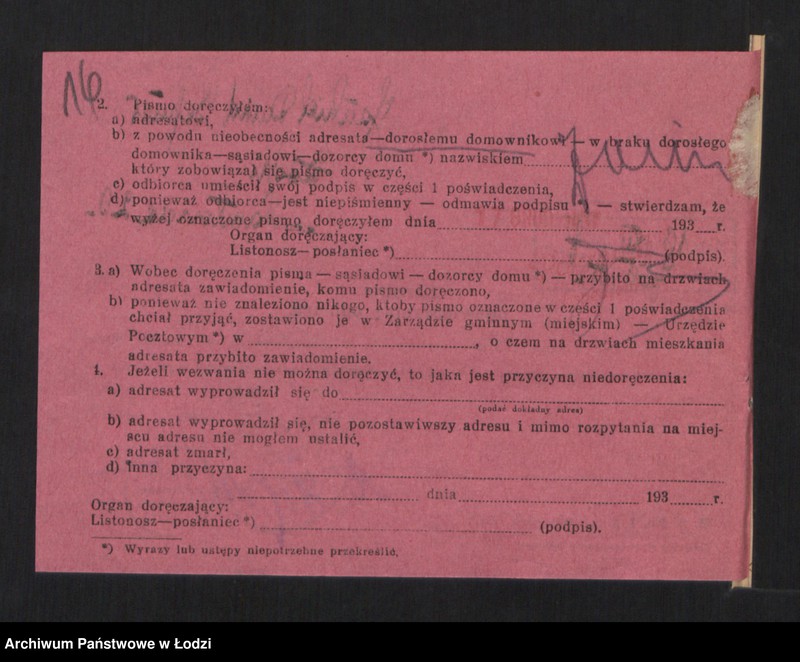 16
2. Pismo doręczyłem:
a) adresatowi,
b) z powodu nieobecności adresata—dorosłemu domownikowi — w braku dorosłego
domownika—sąsiadowi—dozorcy domu *) nazwiskiem
który zobowiązał się pismo doręczyć,
c) odbiorca umieścił swój podpis w części 1 poświadczenia,
d) ponieważ odbiorca—jest niepiśmienny — odmawia podpisu *) — stwierdzam, że
wyżej oznaczone pismo doręczyłem dnia 193 r.
Organ doręczający:
Listonosz—posłaniec *) (podpis).
3. a) Wobec doręczenia pisma — sąsiadowi — dozorcy domu *) — przybito na drzwiach
adresata zawiadomienie, komu pismo doręczono,
b) ponieważ nie znaleziono nikogo, ktoby pismo oznaczone w części 1 poświadczenia
chciał przyjąć, zostawiono je w Zarządzie gminnym (miejskim) — Urzędzie
Pocztowym *) w , o czem na drzwiach mieszkania
adresata przybito zawiadomienie.
4. Jeżeli wezwania nie można doręczyć, to jaka jest przyczyna niedoręczenia:
a) adresat wyprowadził się do
(podać dokładny adres)
b) adresat wyprowadził się, nie pozostawiwszy adresu i mimo rozpytania na miej-
scu adresu nie mogłem ustalić,
c) adresat zmarł,
d) Inna przyczyna:
dnia 193 r.
Organ doręczający:
Listonosz—posłaniec *) (podpis).
*) Wyrazy lub ustępy niepotrzebne przekreślić.
Archiwum Państwowe w Łodzi